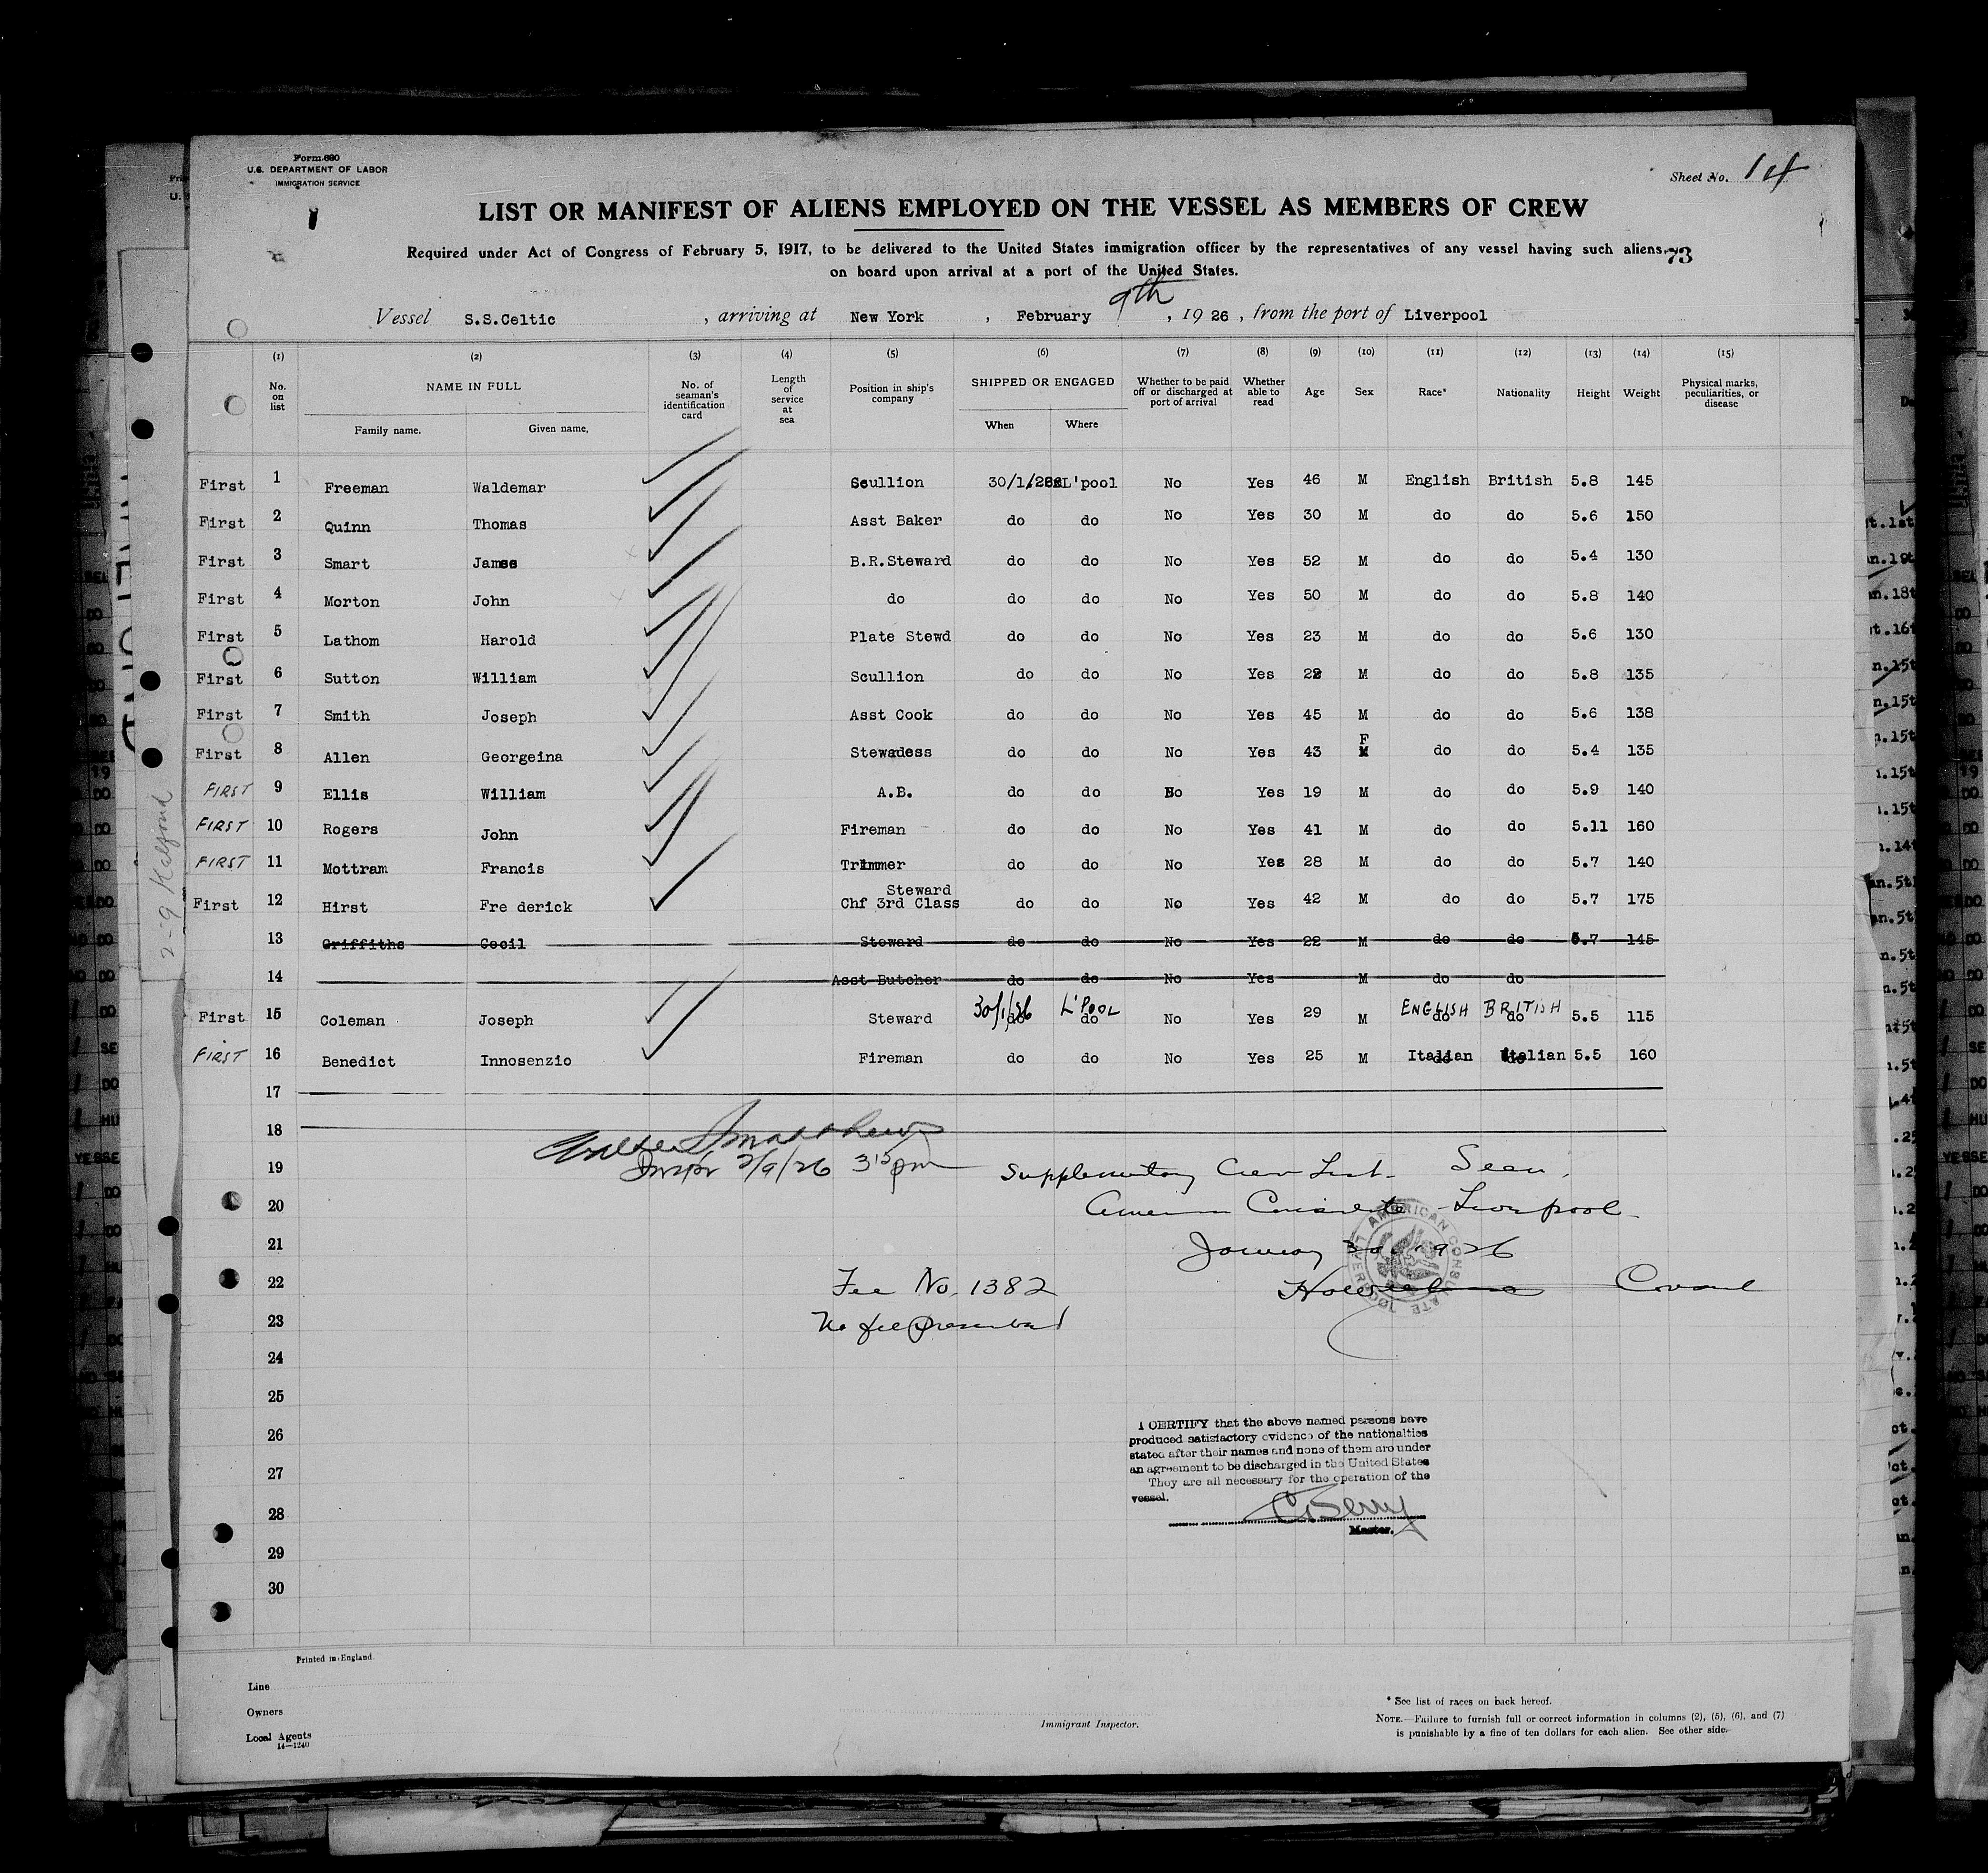 Form 680
U.S. DEPARTMENT OF LABOR
IMMIGRATION SERVICE
Sheet No. 14
LIST OR MANIFEST OF ALIENS EMPLOYED ON THE VESSEL AS MEMBERS OF CREW
Required under Act of Congress of February 5, 1917, to be delivered to the United States immigration officer by the representatives of any vessel having such aliens
on board upon arrival at a port of the United States.
73
Vessel S.S.Celtic, arriving at New York, February 9th, 1926, from the port of Liverpool
(1) (2) (3) (4) (5) (6) (7) (8) (9) (10) (11) (12) (13) (14) (15)
No. on list NAME IN FULL No. of seaman's identification card Length of service at sea Position in ship's company SHIPPED OR ENGAGED Whether to be paid off or discharged at port of arrival Whether able to read Age Sex Race* Nationality Height Weight Physical marks, peculiarities, or disease
Family name. Given name. When Where
First 1 Freeman Waldemar Scullion 30/1/26 L'pool No Yes 46 M English British 5.8 145
First 2 Quinn Thomas Asst Baker do do No Yes 30 M do do 5.6 150
First 3 Smart James B.R.Steward do do No Yes 52 M do do 5.4 130
First 4 Morton John do do do No Yes 50 M do do 5.8 140
First 5 Lathom Harold Plate Stewd do do No Yes 23 M do do 5.6 130
First 6 Sutton William Scullion do do No Yes 22 M do do 5.8 135
First 7 Smith Joseph Asst Cook do do No Yes 45 M do do 5.6 138
First 8 Allen Georgeina Stewadess do do No Yes 43 F do do 5.4 135
FIRST 9 Ellis William A.B. do do No Yes 19 M do do 5.9 140
FIRST 10 Rogers John Fireman do do No Yes 41 M do do 5.11 160
FIRST 11 Mottram Francis Trimmer do do No Yes 28 M do do 5.7 140
First 12 Hirst Fre derick Chf 3rd Class Steward do do No Yes 42 M do do 5.7 175
13 Griffiths Cecil Steward do do No Yes 22 M do do 5.7 145
14 Asst Butcher do do No Yes M do do
First 15 Coleman Joseph Steward 30/1/26 do L'POOL do No Yes 29 M ENGLISH do BRITISH do 5.5 115
FIRST 16 Benedict Innosenzio Fireman do do No Yes 25 M Italian Italian 5.5 160
17
18
19 2/9/26 3 15 pm Supplementary Crew List. Seen,
20 American Consulate Liverpool
21 January 30 1926
22 Fee No. 1382 Consul
23 No fee prescribed
24
25
26
27
28
29
30
AMERICAN CONSULATE LIVERPOOL
I CERTIFY that the above named persons have
produced satisfactory evidence of the nationalties
stated after their names and none of them are under
an agreement to be discharged in the United States
They are all necessary for the operation of the
vessel.
Master.
Printed in England.
Line
Owners
Local Agents
14—1240
Immigrant Inspector.
* See list of races on back hereof.
NOTE.—Failure to furnish full or correct information in columns (2), (5), (6), and (7)
is punishable by a fine of ten dollars for each alien. See other side.